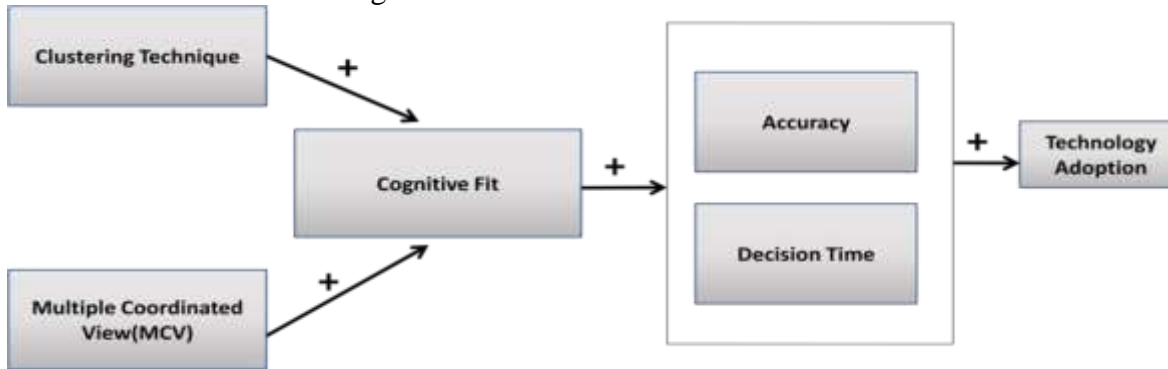 Clustering Technique
+
Accuracy
+
Technology
Adoption
Cognitive Fit
+
Decision Time
+
Multiple Coordinated
View(MCV)